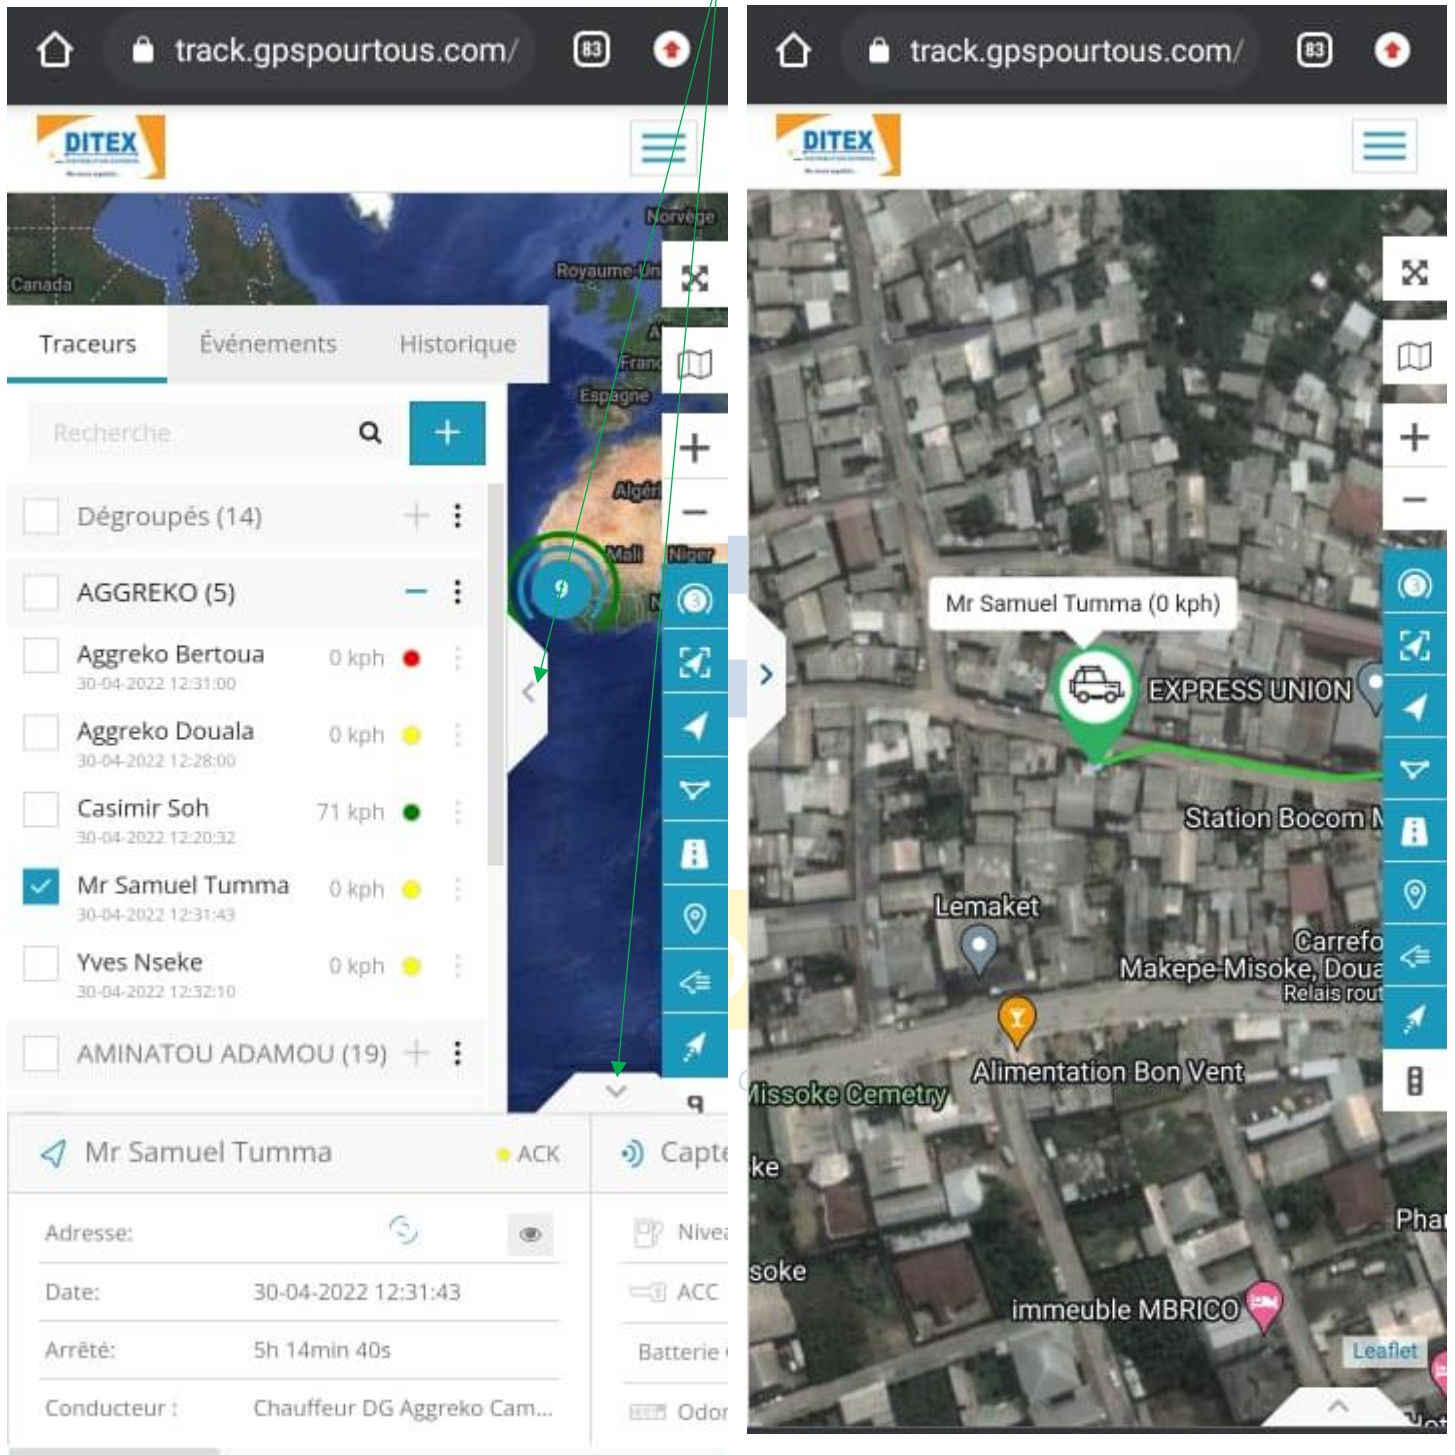 track.gpspourtous.com/
83
DITEX
Norvège
Canada
Royaume-Un
Traceurs
Événements
Historique
Franc
Espagne
Recherche
Algér
Dégroupés (14)
Mali
Niger
9
AGGREKO (5)
3
Aggreko Bertoua
0 kph
30-04-2022 12:31:00
Aggreko Douala
0 kph
30-04-2022 12:28:00
Casimir Soh
71 kph
30-04-2022 12:20:32
Mr Samuel Tumma
0 kph
30-04-2022 12:31:43
Yves Nseke
0 kph
30-04-2022 12:32:10
AMINATOU ADAMOU (19)
Mr Samuel Tumma
ACK
Capte
Adresse:
Nivea
Date:
30-04-2022 12:31:43
ACC
Arrêté:
5h 14min 40s
Batterie
Conducteur :
Chauffeur DG Aggreko Cam...
Odor
track.gpspourtous.com/
83
DITEX
3
Mr Samuel Tumma (0 kph)
EXPRESS UNION
Station Bocom M
Lemaket
Carrefo
Makepe-Misoke, Doua
Relais rout
Alimentation Bon Vent
Missoke Cemetry
ke
Phar
soke
immeuble MBRICO
Leaflet
Hot